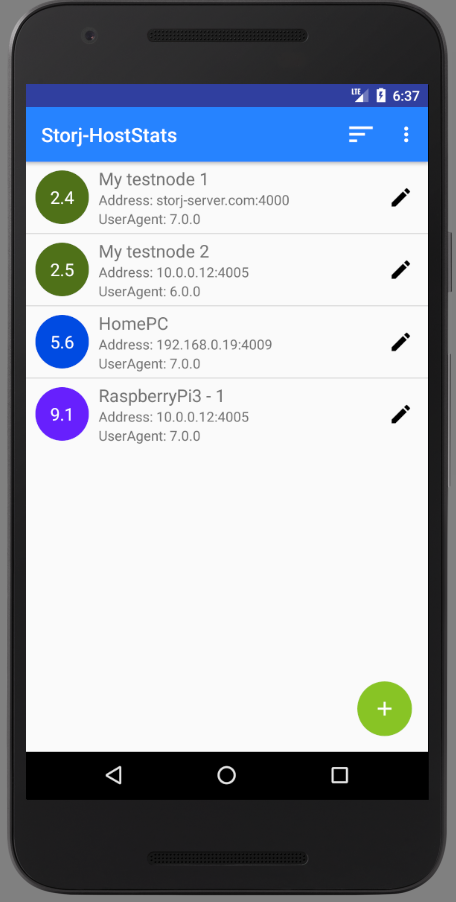 LTE 6:37
Storj-HostStats
2.4
My testnode 1
Address: storj-server.com:4000
UserAgent: 7.0.0
2.5
My testnode 2
Address: 10.0.0.12:4005
UserAgent: 6.0.0
5.6
HomePC
Address: 192.168.0.19:4009
UserAgent: 7.0.0
9.1
RaspberryPi3 - 1
Address: 10.0.0.12:4005
UserAgent: 7.0.0
+